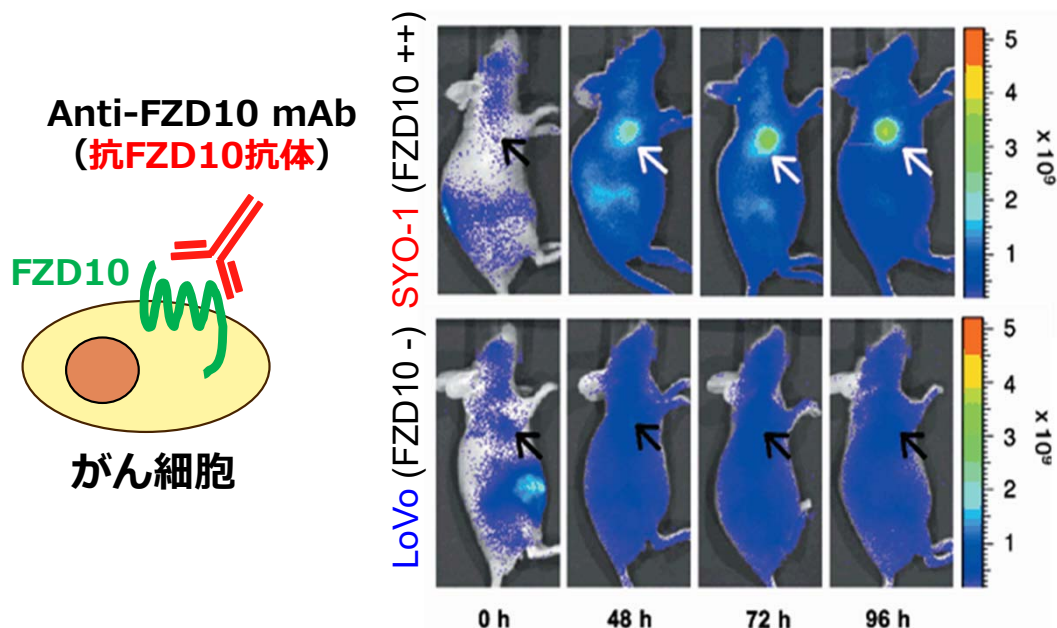 Anti-FZD10 mAb
（抗FZD10抗体）
FZD10
がん細胞
SYO-1 (FZD10 ++)
LoVo (FZD10 -)
5
4
3
2
1
x 10⁹
5
4
3
2
1
x 10⁹
0 h
48 h
72 h
96 h